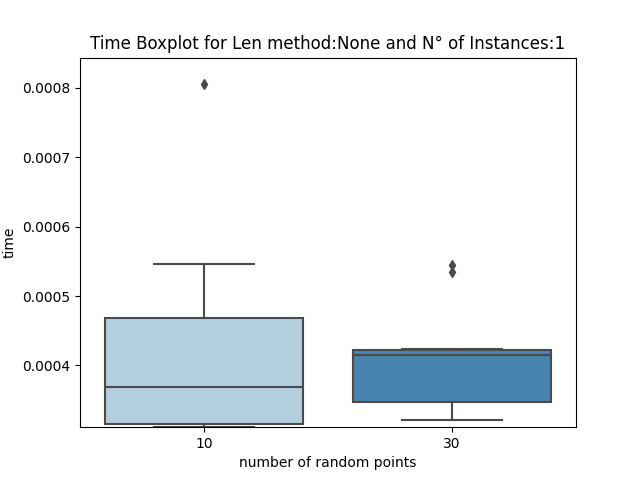 Time Boxplot for Len method:None and N° of Instances:1
0.0008
0.0007
0.0006
0.0005
0.0004
time
10
30
number of random points